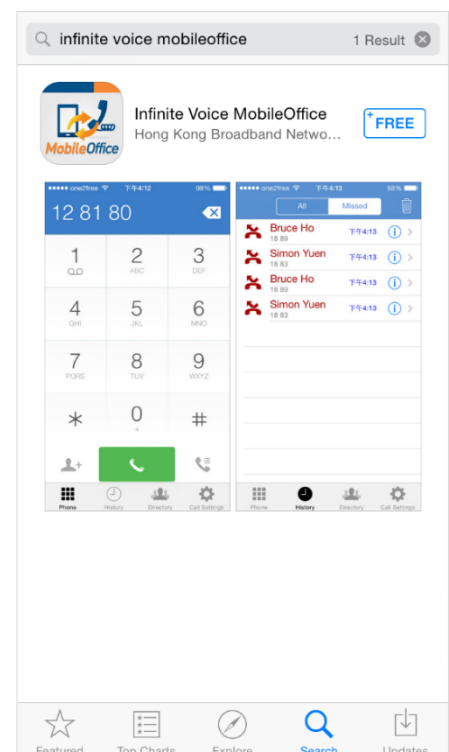 infinite voice mobileoffice
1 Result
MobileOffice
Infinite Voice MobileOffice
Hong Kong Broadband Netwo...
+FREE
one2free 下午4:12 98%
12 81 80
1
2 ABC
3 DEF
4 GHI
5 JKL
6 MNO
7 PQRS
8 TUV
9 WXYZ
*
0 +
#
Phone History Directory Call Settings
one2free 下午4:13 98%
All Missed
Bruce Ho 下午4:13
18 89
Simon Yuen 下午4:13
18 83
Bruce Ho 下午4:13
18 89
Simon Yuen 下午4:13
18 83
Phone History Directory Call Settings
Featured Top Charts Explore Search Updates